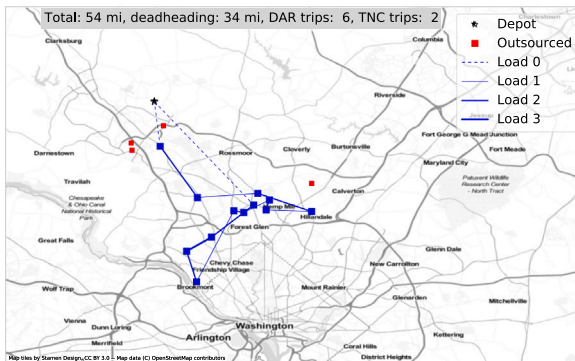 Total: 54 mi, deadheading: 34 mi, DAR trips:  6, TNC trips:  2
Clarksburg
Columbia
Depot
Outsourced
Load 0
Load 1
Load 2
Load 3
Riverside
Fort George G Mead Junction
Darnestown
Rossmoor
Cloverly
Burtonsville
Fort Meade
Maryland City
Travilah
Calverton
Patuxent Wildlife
Research Center
- North Tract
Chesapeake
& Ohio Canal
National Historical
Park
Hillandale
Forest Glen
Great Falls
Glenn Dale
Chevy Chase
Friendship Village
New Carrollton
Wolf Trap
Brookmont
Mount Rainier
Glenarden
Mitchellville
Vienna
Dunn Loring
Washington
Merrifield
Arlington
Kettering
Coral Hills
District Heights
Map tiles by Stamen Design, CC BY 3.0 -- Map data (C) OpenStreetMap contributors